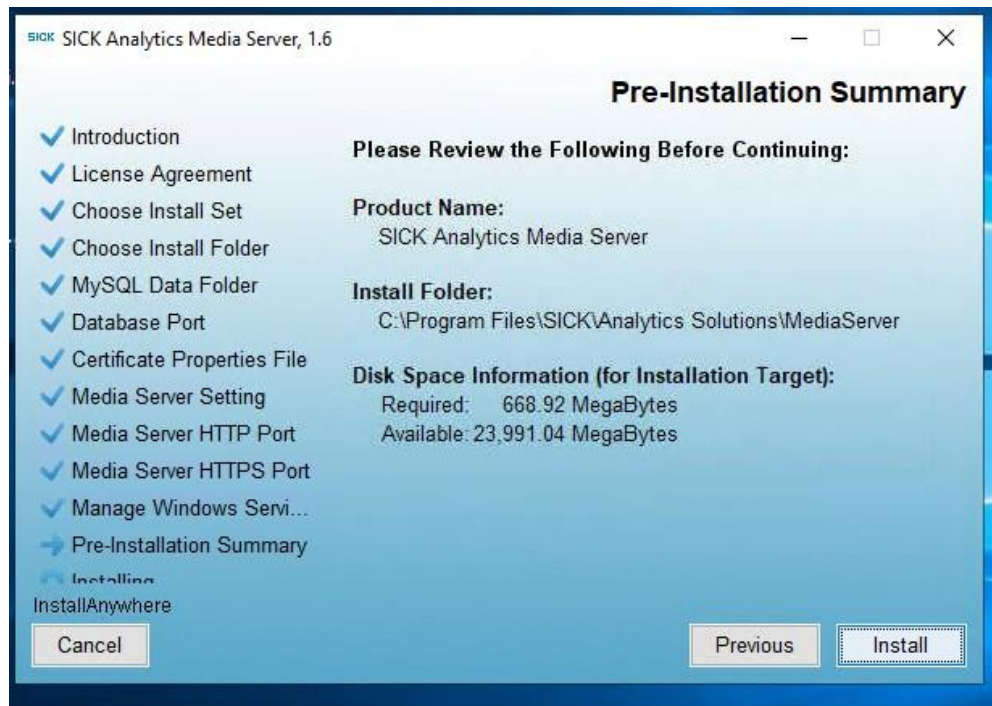 SICK SICK Analytics Media Server, 1.6
Pre-Installation Summary
Introduction
License Agreement
Choose Install Set
Choose Install Folder
MySQL Data Folder
Database Port
Certificate Properties File
Media Server Setting
Media Server HTTP Port
Media Server HTTPS Port
Manage Windows Servi...
Pre-Installation Summary
Installing
Please Review the Following Before Continuing:
Product Name:
SICK Analytics Media Server
Install Folder:
C:\Program Files\SICK\Analytics Solutions\MediaServer
Disk Space Information (for Installation Target):
Required: 668.92 MegaBytes
Available: 23,991.04 MegaBytes
InstallAnywhere
Cancel
Previous
Install